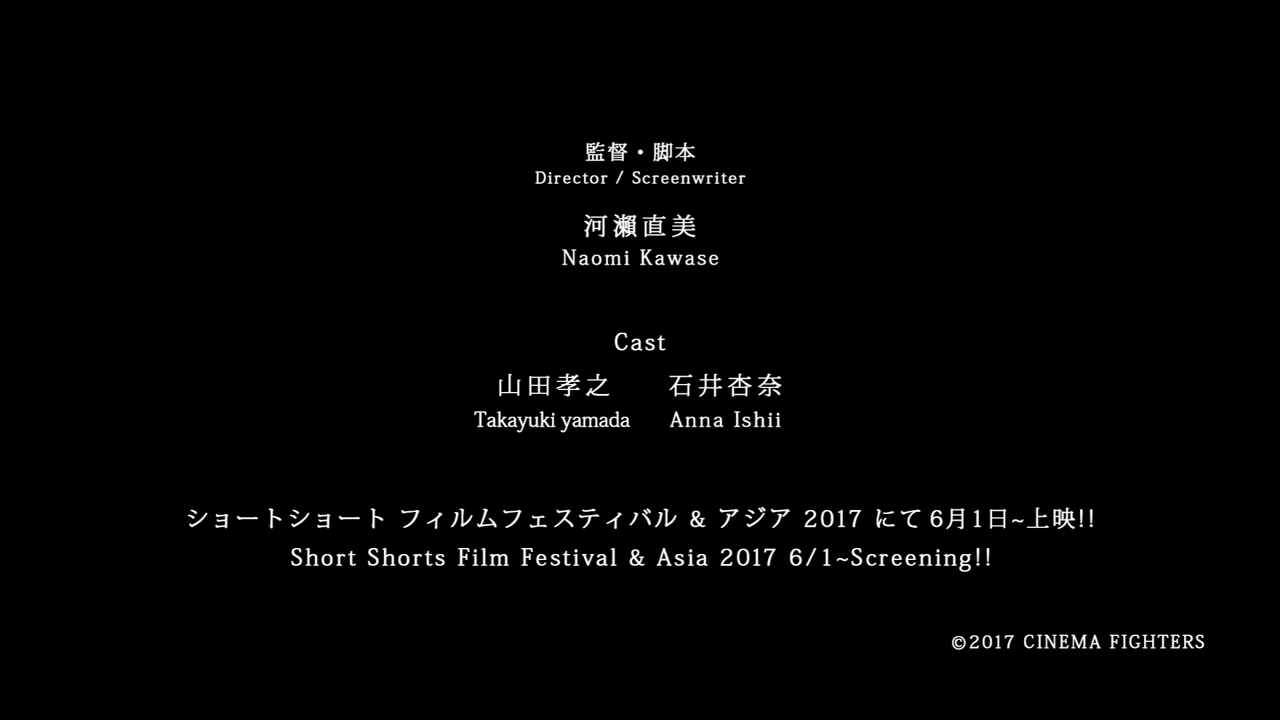 監督・脚本
Director / Screenwriter
河瀨直美
Naomi Kawase
Cast
山田孝之 石井杏奈
Takayuki yamada Anna Ishii
ショートショート フィルムフェスティバル & アジア 2017 にて6月1日~上映!!
Short Shorts Film Festival & Asia 2017 6/1~Screening!!
©2017 CINEMA FIGHTERS